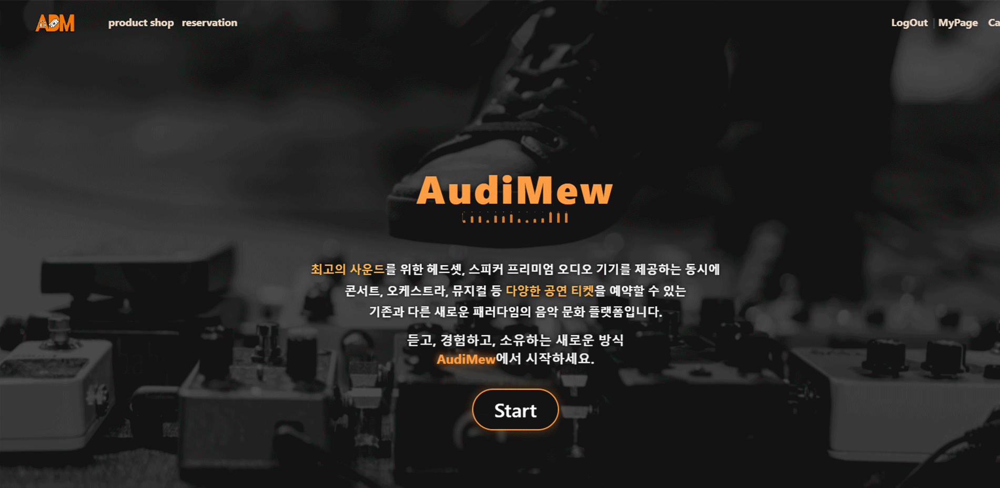 ADM
product shop reservation
LogOut | MyPage
AudiMew
최고의 사운드를 위한 헤드셋, 스피커 프리미엄 오디오 기기를 제공하는 동시에
콘서트, 오케스트라, 뮤지컬 등 다양한 공연 티켓을 예약할 수 있는
기존과 다른 새로운 패러다임의 음악 문화 플랫폼입니다.
듣고, 경험하고, 소유하는 새로운 방식
AudiMew에서 시작하세요.
Start